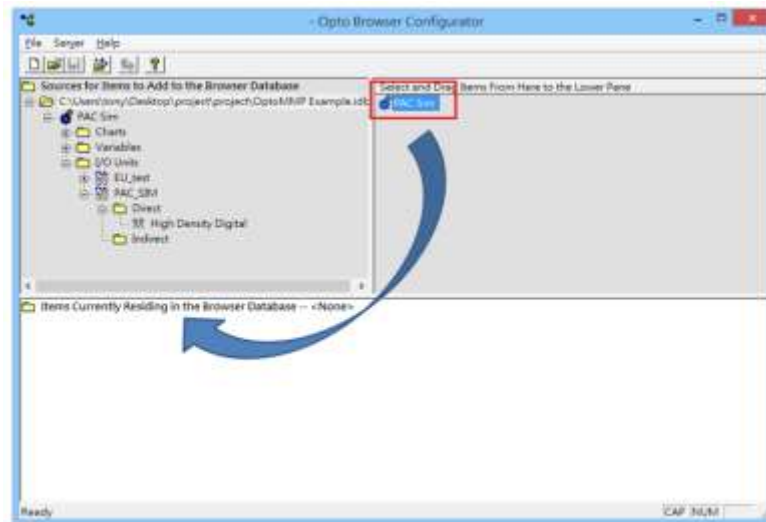 - Opto Browser Configurator
File Server Help
Sources for Items to Add to the Browser Database
C:\Users\tony\Desktop\project\project\OptoMMP Example.idb
PAC Sim
Charts
Variables
I/O Units
EU_test
PAC_SIM
Direct
High Density Digital
Indirect
Select and Drag Items From Here to the Lower Pane
PAC Sim
Items Currently Residing in the Browser Database -- <None>
Ready
CAP NUM